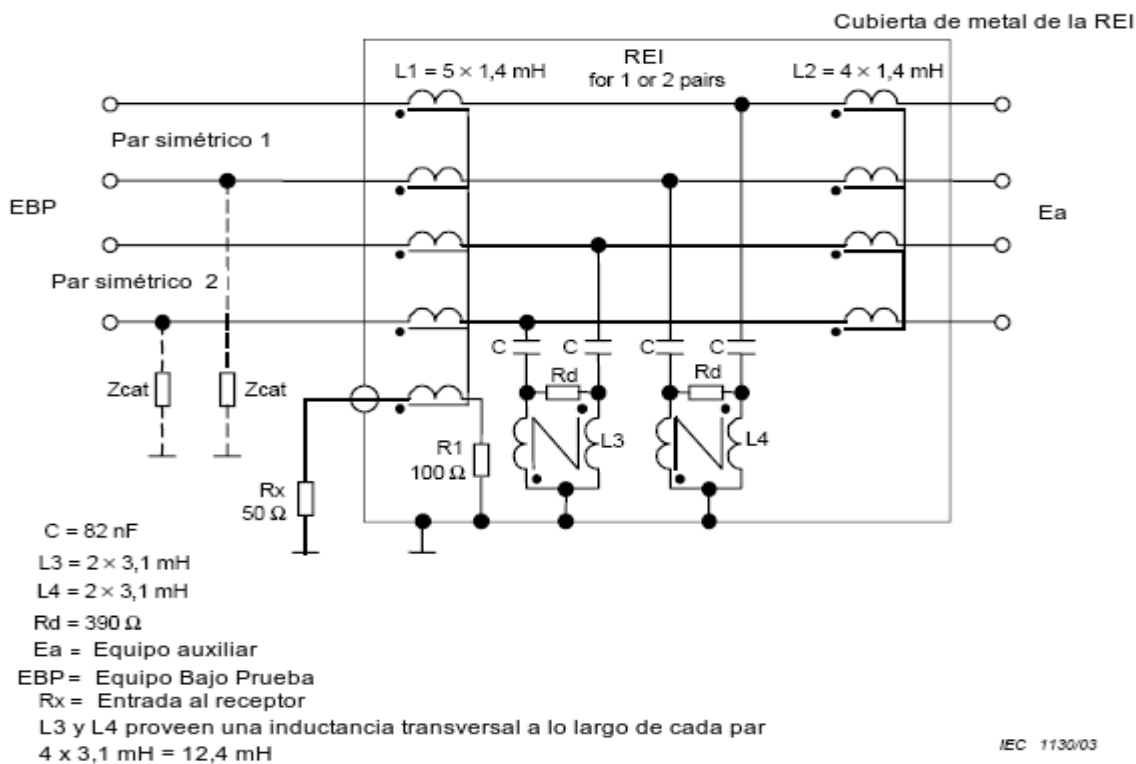 Cubierta de metal de la REI
REI
for 1 or 2 pairs
L1 = 5 × 1,4 mH
L2 = 4 × 1,4 mH
Par simétrico 1
EBP
Ea
Par simétrico 2
C
C
C
C
Rd
Rd
Zcat
Zcat
L3
L4
R1
100 Ω
Rx
50 Ω
C = 82 nF
L3 = 2 × 3,1 mH
L4 = 2 × 3,1 mH
Rd = 390 Ω
Ea = Equipo auxiliar
EBP = Equipo Bajo Prueba
Rx = Entrada al receptor
L3 y L4 proveen una inductancia transversal a lo largo de cada par
4 x 3,1 mH = 12,4 mH
IEC 1130/03